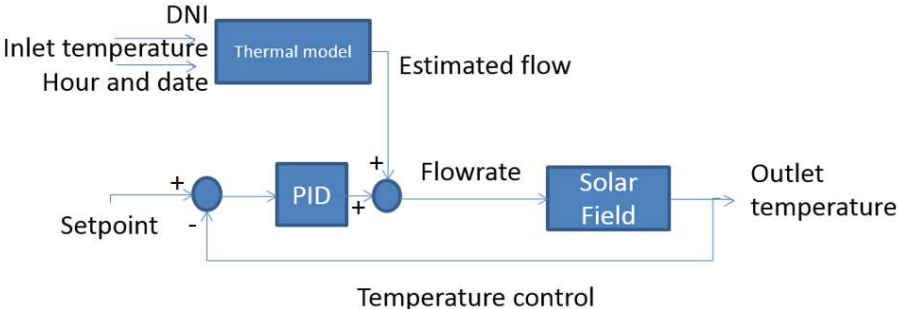 DNI
Inlet temperature
Hour and date
Thermal model
Estimated flow
+
Flowrate
+
PID
+
Solar
Field
Outlet
temperature
Setpoint
-
Temperature control